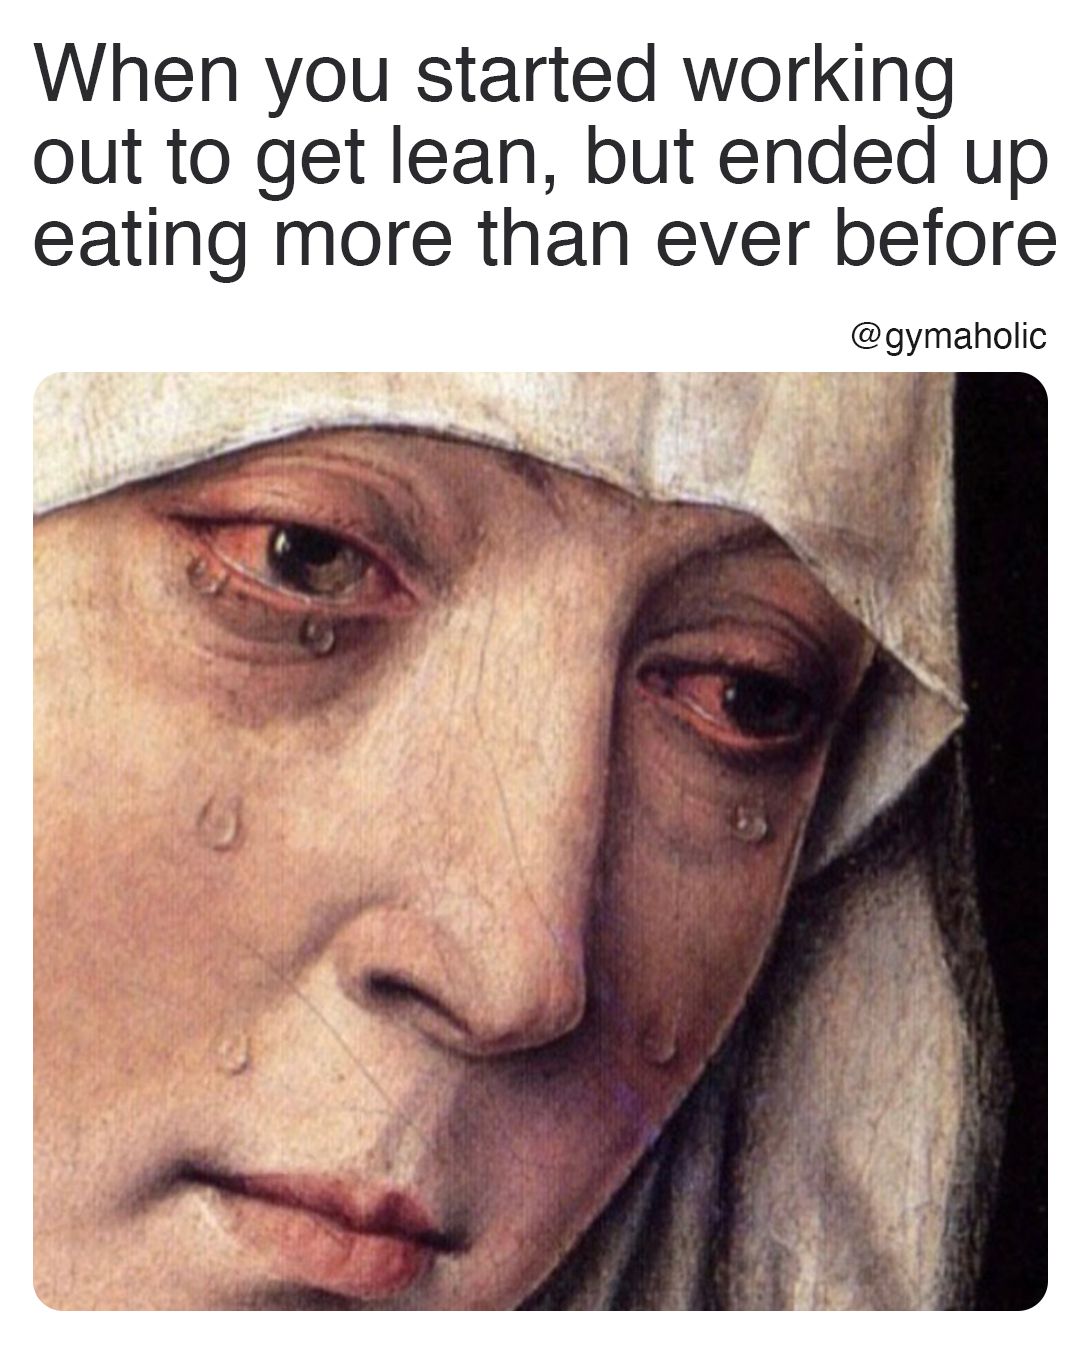 When you started working
out to get lean, but ended up
eating more than ever before
@gymaholic